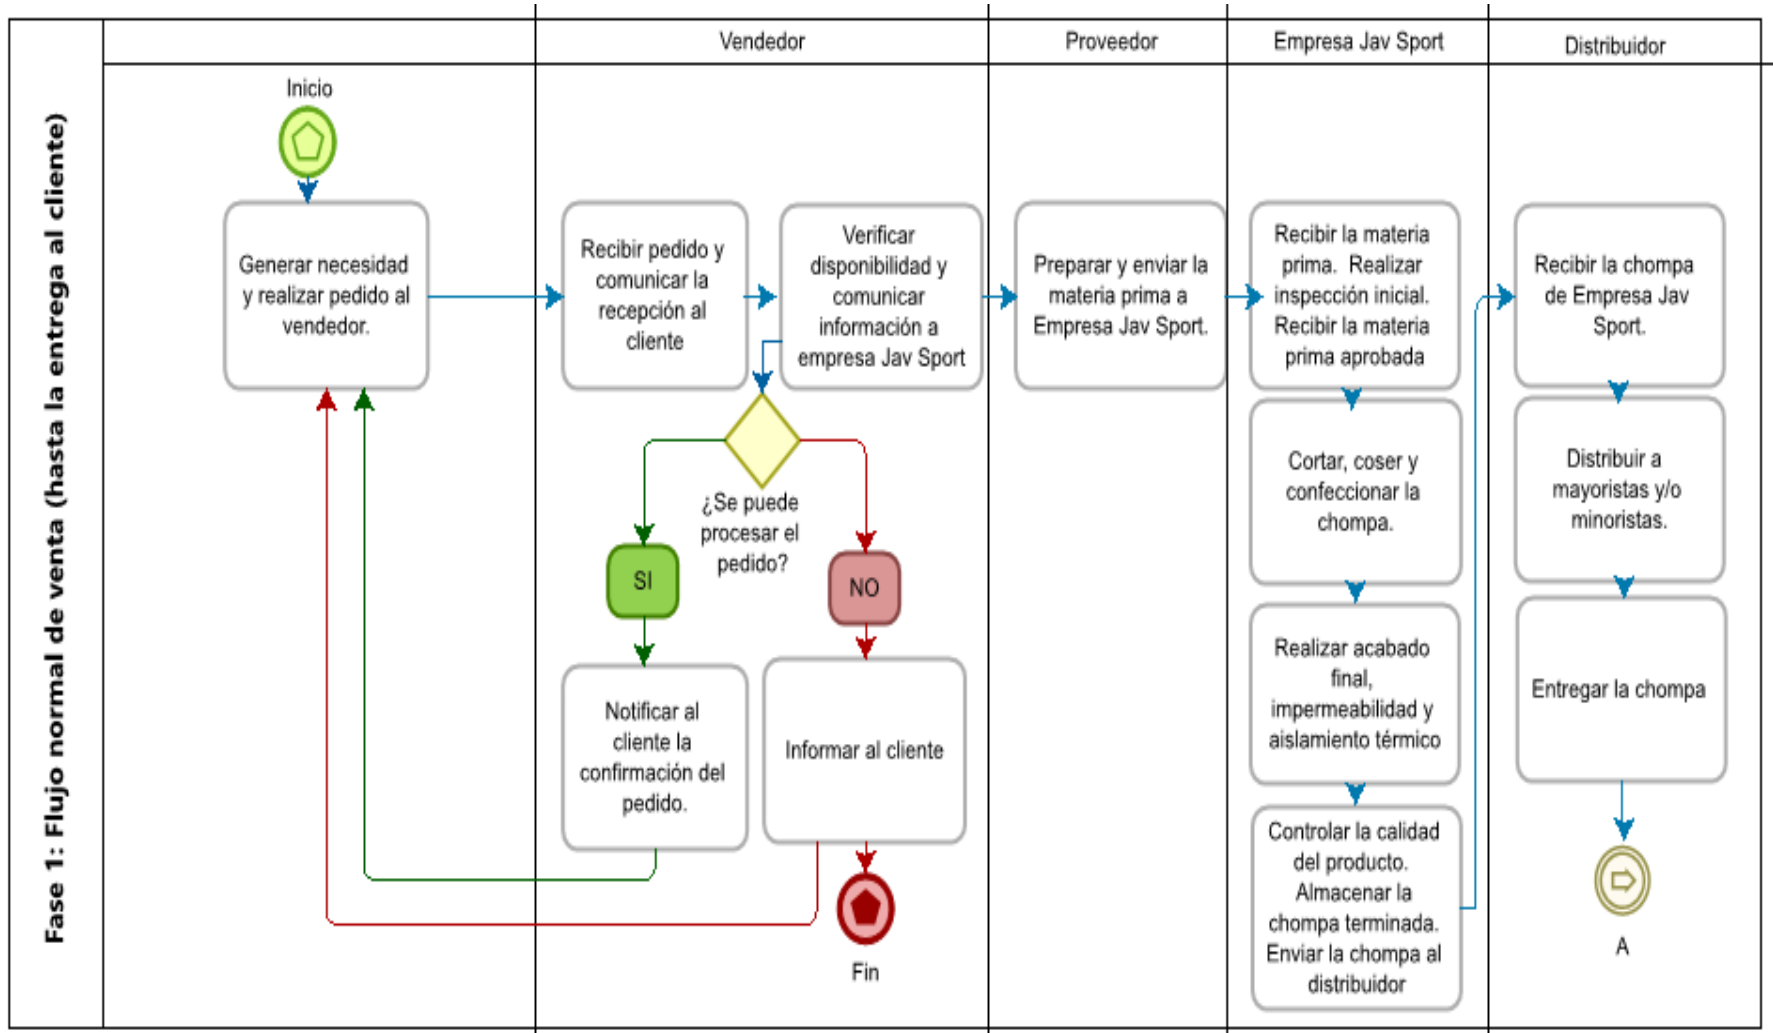 Fase 1: Flujo normal de venta (hasta la entrega al cliente)
Vendedor
Proveedor
Empresa Jav Sport
Distribuidor
Inicio
Generar necesidad
y realizar pedido al
vendedor.
Recibir pedido y
comunicar la
recepción al
cliente
Verificar
disponibilidad y
comunicar
información a
empresa Jav Sport
¿Se puede
procesar el
pedido?
SI
NO
Notificar al
cliente la
confirmación del
pedido.
Informar al cliente
Fin
Preparar y enviar la
materia prima a
Empresa Jav Sport.
Recibir la materia
prima. Realizar
inspección inicial.
Recibir la materia
prima aprobada
Cortar, coser y
confeccionar la
chompa.
Realizar acabado
final,
impermeabilidad y
aislamiento térmico
Controlar la calidad
del producto.
Almacenar la
chompa terminada.
Enviar la chompa al
distribuidor
Recibir la chompa
de Empresa Jav
Sport.
Distribuir a
mayoristas y/o
minoristas.
Entregar la chompa
A